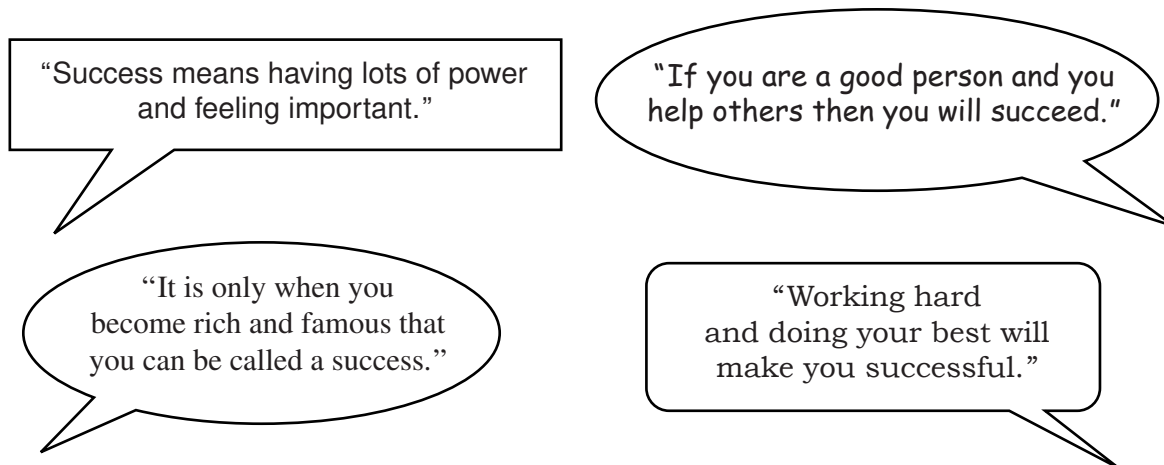 “Success means having lots of power
and feeling important.”
“If you are a good person and you
help others then you will succeed.”
“It is only when you
become rich and famous that
you can be called a success.”
“Working hard
and doing your best will
make you successful.”